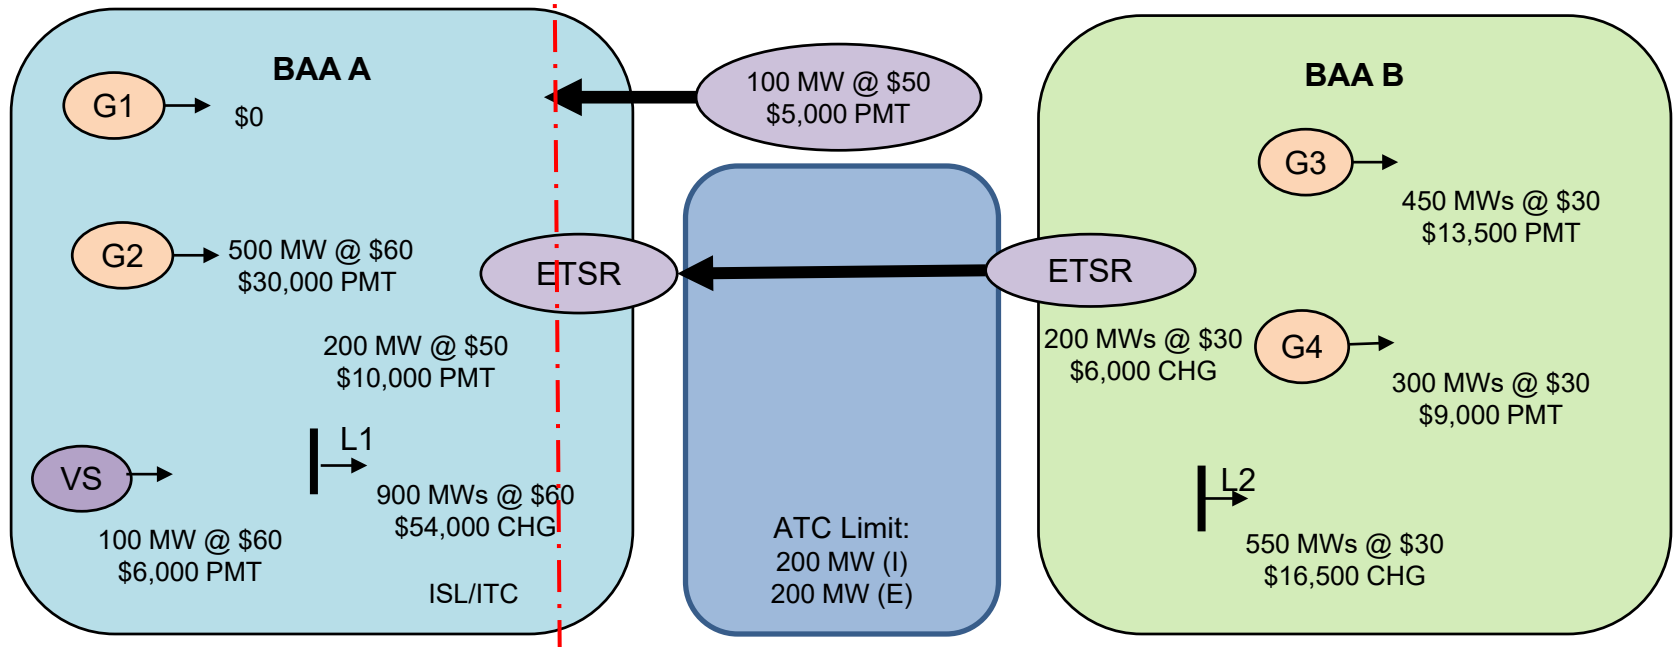 BAA A
G1
$0
G2
500 MW @ $60
$30,000 PMT
ETSR
200 MW @ $50
$10,000 PMT
VS
100 MW @ $60
$6,000 PMT
L1
900 MWs @ $60
$54,000 CHG
ISL/ITC
100 MW @ $50
$5,000 PMT
ATC Limit:
200 MW (I)
200 MW (E)
BAA B
G3
450 MWs @ $30
$13,500 PMT
ETSR
200 MWs @ $30
$6,000 CHG
G4
300 MWs @ $30
$9,000 PMT
L2
550 MWs @ $30
$16,500 CHG